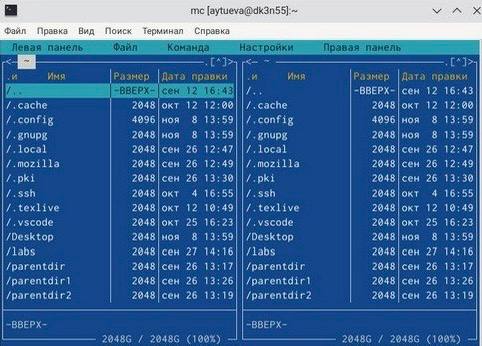 mc [aytueva@dk3n55]:~
Файл Правка Вид Поиск Терминал Справка
Левая панель Файл Команда Настройки Правая панель
<─ ~ ─.[^]> <─ ~ ─.[^]>
.и Имя │Размер │Дата правки .и Имя │Размер │Дата правки
/.. │-ВВЕРХ-│сен 12 16:43 /.. │-ВВЕРХ-│сен 12 16:43
/.cache │2048│окт 12 12:00 /.cache │2048│окт 12 12:00
/.config │4096│ноя 8 13:59 /.config │4096│ноя 8 13:59
/.gnupg │2048│ноя 8 13:59 /.gnupg │2048│ноя 8 13:59
/.local │2048│сен 26 12:47 /.local │2048│сен 26 12:47
/.mozilla │2048│сен 26 12:49 /.mozilla │2048│сен 26 12:49
/.pki │2048│сен 26 13:30 /.pki │2048│сен 26 13:30
/.ssh │2048│окт 4 16:55 /.ssh │2048│окт 4 16:55
/.texlive │2048│окт 12 10:49 /.texlive │2048│окт 12 10:49
/.vscode │2048│окт 25 16:23 /.vscode │2048│окт 25 16:23
/Desktop │2048│ноя 8 13:59 /Desktop │2048│ноя 8 13:59
/labs │2048│сен 27 14:16 /labs │2048│сен 27 14:16
/parentdir │2048│сен 26 13:17 /parentdir │2048│сен 26 13:17
/parentdir1 │2048│сен 26 13:26 /parentdir1 │2048│сен 26 13:26
/parentdir2 │2048│сен 26 13:19 /parentdir2 │2048│сен 26 13:19
-ВВЕРХ- -ВВЕРХ-
2048G / 2048G (100%) 2048G / 2048G (100%)